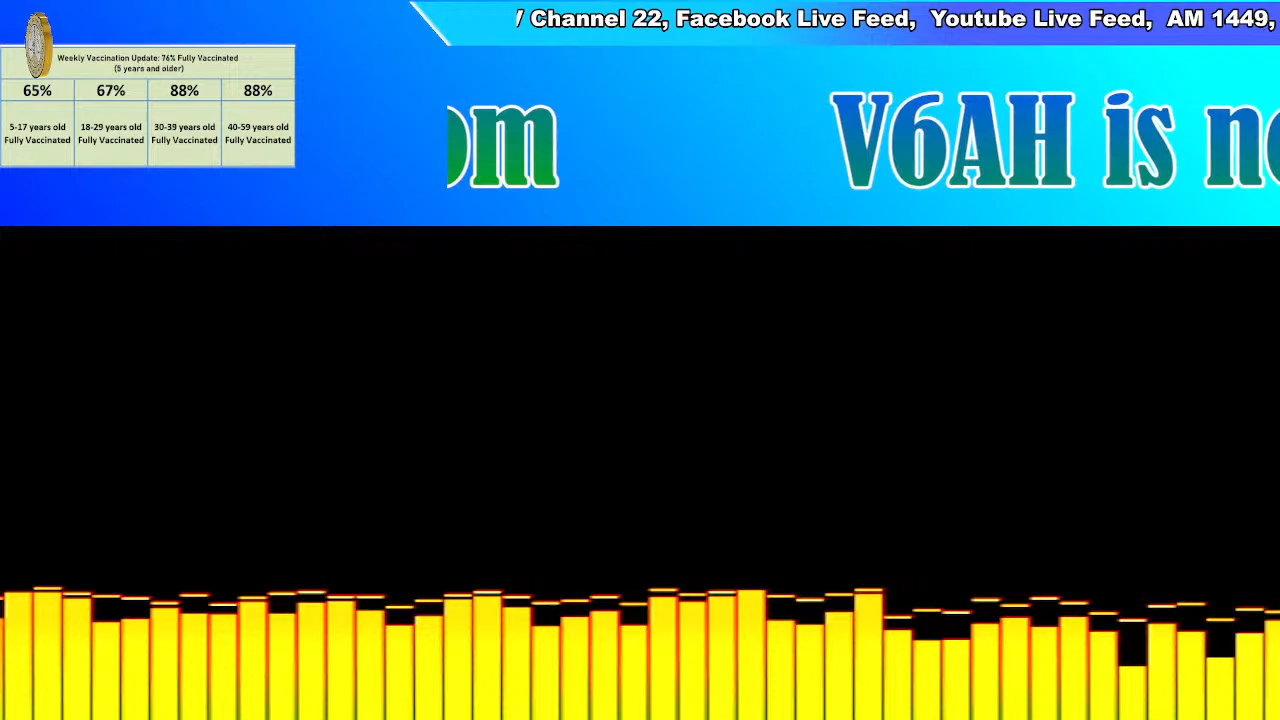 Channel 22, Facebook Live Feed, Youtube Live Feed, AM 1449,
Weekly Vaccination Update: 76% Fully Vaccinated
(5 years and older)
65% 67% 88% 88%
5-17 years old 18-29 years old 30-39 years old 40-59 years old
Fully Vaccinated Fully Vaccinated Fully Vaccinated Fully Vaccinated
om V6AH is